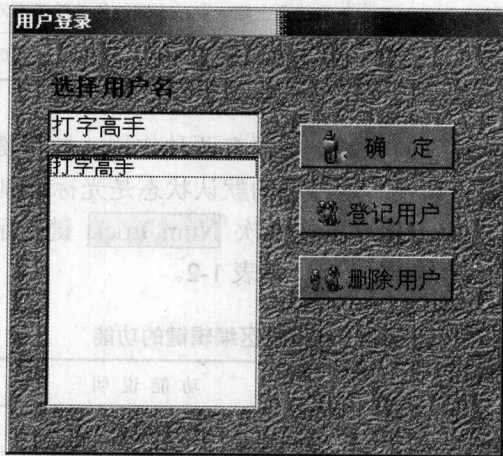 用户登录
选择用户名
打字高手
打字高手
确 定
登记用户
删除用户